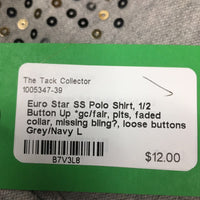 The Tack Collector
1005347-39
Euro Star SS Polo Shirt, 1/2
Button Up *gc/fair, plts, faded
collar, missing bling?, loose buttons
Grey/Navy L
B7V3L8
$12.00